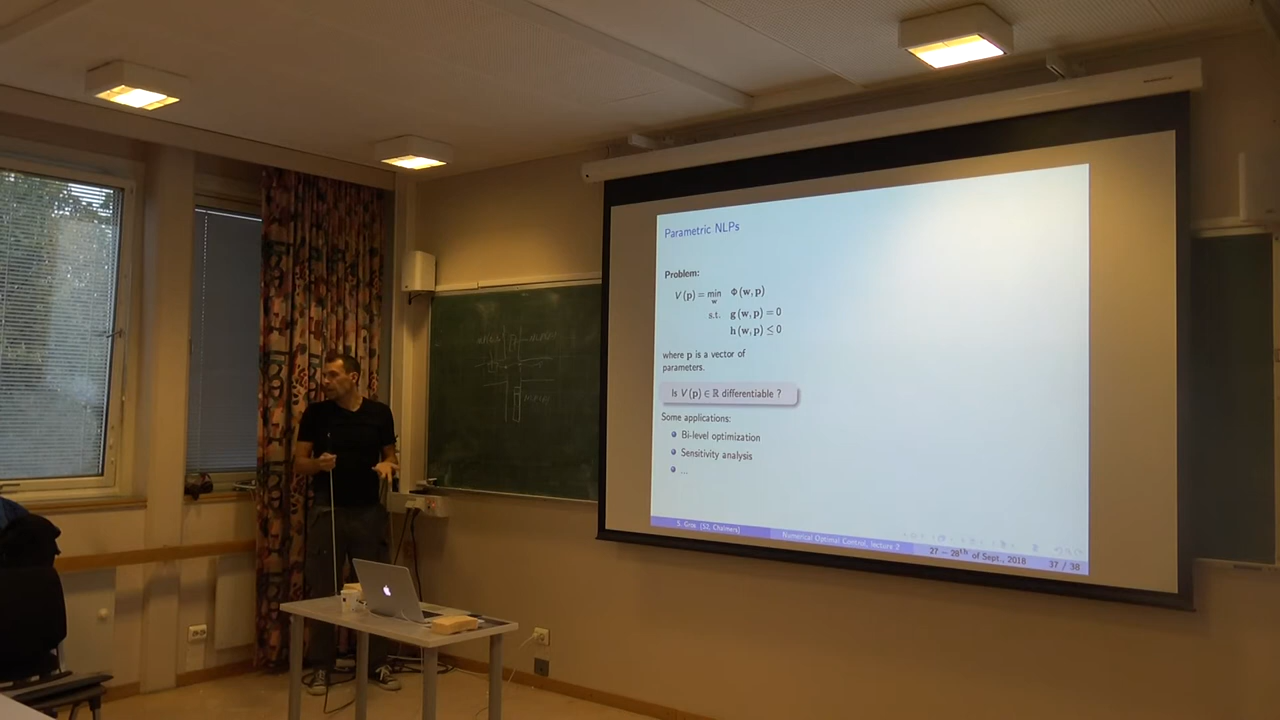 Parametric NLPs
Problem:
V (p) = min_w Φ (w, p)
s.t. g (w, p) = 0
h (w, p) ≤ 0
where p is a vector of
parameters.
Is V (p) ∈ ℝ differentiable ?
Some applications:
Bi-level optimization
Sensitivity analysis
...
S. Gros (S2, Chalmers) Numerical Optimal Control, lecture 2 27 – 28th of Sept., 2018 37 / 38